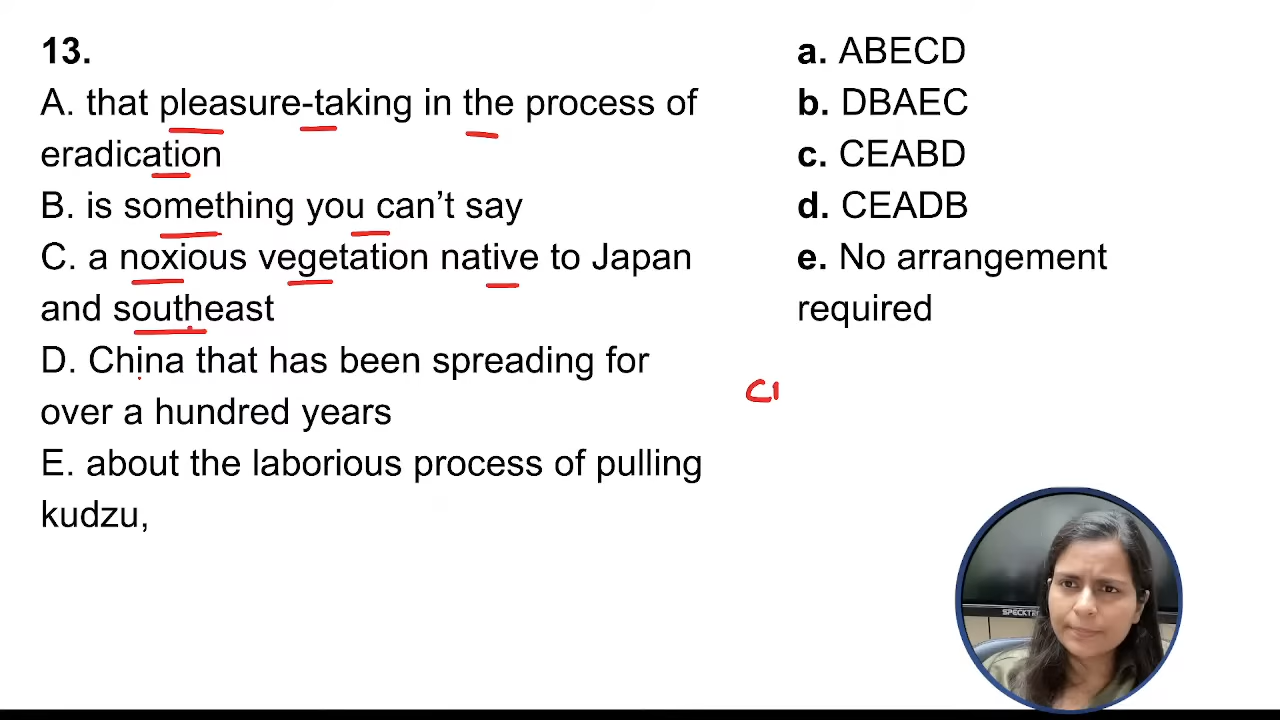 13.
A. that pleasure-taking in the process of
eradication
B. is something you can’t say
C. a noxious vegetation native to Japan
and southeast
D. China that has been spreading for
over a hundred years
E. about the laborious process of pulling
kudzu,
a. ABECD
b. DBAEC
c. CEABD
d. CEADB
e. No arrangement
required